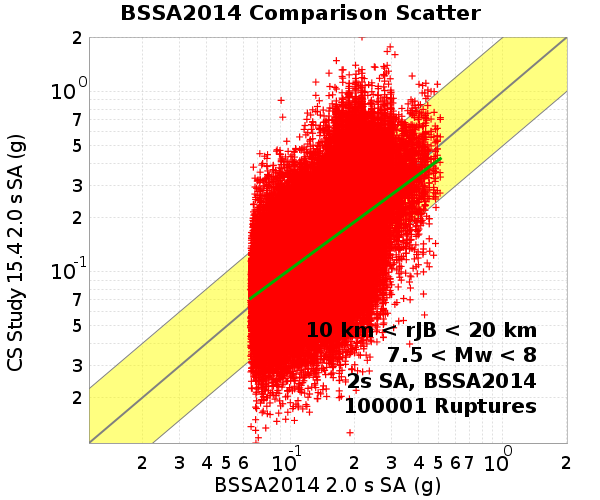 BSSA2014 Comparison Scatter
CS Study 15.4 2.0 s SA (g)
2
10^0
7
5
3
2
10^-1
7
5
3
2
10 km < rJB < 20 km
7.5 < Mw < 8
2s SA, BSSA2014
100001 Ruptures
2 3 4 5 6 10^-1 2 3 4 5 6 7 10^0 2
BSSA2014 2.0 s SA (g)